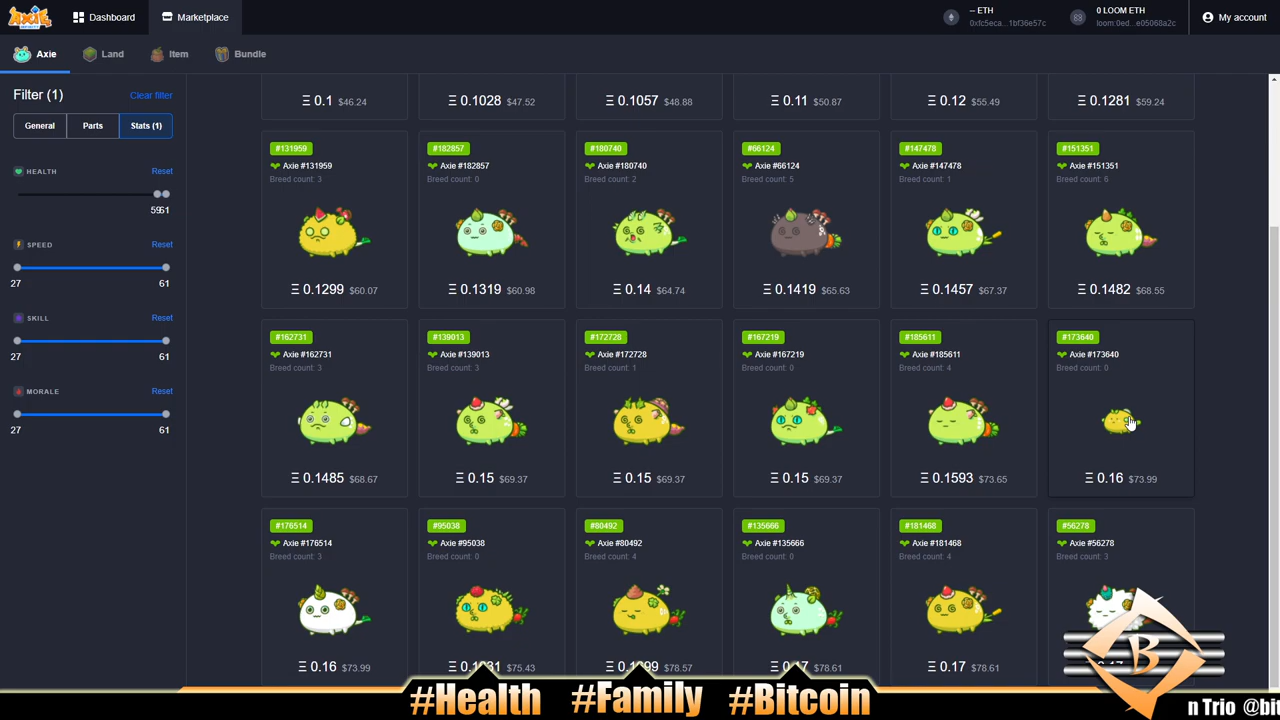 AXIE
Dashboard
Marketplace
-- ETH
0xfc5eca...1bf36e57c
0 LOOM ETH
loom:0ed...e05068a2c
My account
Axie
Land
Item
Bundle
Filter (1)
Clear filter
General
Parts
Stats (1)
HEALTH
Reset
5961
SPEED
Reset
27
61
SKILL
Reset
27
61
MORALE
Reset
27
61
Ξ 0.1 $46.24
Ξ 0.1028 $47.52
Ξ 0.1057 $48.88
Ξ 0.11 $50.87
Ξ 0.12 $55.49
Ξ 0.1281 $59.24
#131959
Axie #131959
Breed count: 3
Ξ 0.1299 $60.07
#182857
Axie #182857
Breed count: 0
Ξ 0.1319 $60.98
#180740
Axie #180740
Breed count: 2
Ξ 0.14 $64.74
#66124
Axie #66124
Breed count: 5
Ξ 0.1419 $65.63
#147478
Axie #147478
Breed count: 1
Ξ 0.1457 $67.37
#151351
Axie #151351
Breed count: 6
Ξ 0.1482 $68.55
#162731
Axie #162731
Breed count: 3
Ξ 0.1485 $68.67
#139013
Axie #139013
Breed count: 3
Ξ 0.15 $69.37
#172728
Axie #172728
Breed count: 1
Ξ 0.15 $69.37
#167219
Axie #167219
Breed count: 0
Ξ 0.15 $69.37
#185611
Axie #185611
Breed count: 4
Ξ 0.1593 $73.65
#173640
Axie #173640
Breed count: 0
Ξ 0.16 $73.99
#176514
Axie #176514
Breed count: 3
Ξ 0.16 $73.99
#95038
Axie #95038
Breed count: 0
$75.43
#80492
Axie #80492
Breed count: 4
$78.57
#135666
Axie #135666
Breed count: 0
$78.61
#181468
Axie #181468
Breed count: 4
Ξ 0.17 $78.61
#56278
Axie #56278
Breed count: 3
B
#Health #Family #Bitcoin
n Trio @bi